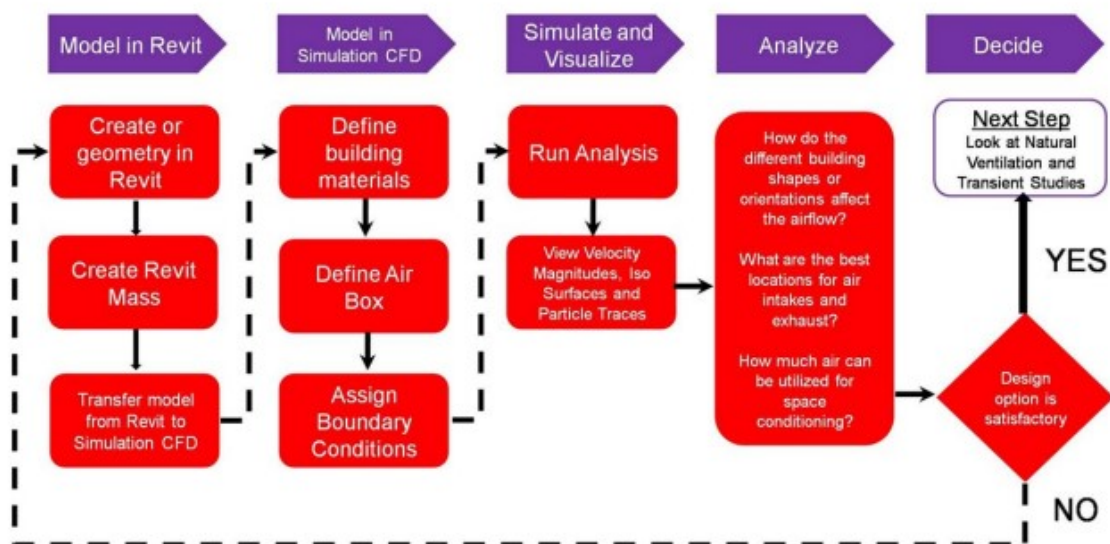 Model in Revit
Model in
Simulation CFD
Simulate and
Visualize
Analyze
Decide
Create or
geometry in
Revit
Create Revit
Mass
Transfer model
from Revit to
Simulation CFD
Define
building
materials
Define Air
Box
Assign
Boundary
Conditions
Run Analysis
View Velocity
Magnitudes, Iso
Surfaces and
Particle Traces
How do the
different building
shapes or
orientations affect
the airflow?
What are the best
locations for air
intakes and
exhaust?
How much air can
be utilized for
space
conditioning?
Next Step
Look at Natural
Ventilation and
Transient Studies
YES
Design
option is
satisfactory
NO